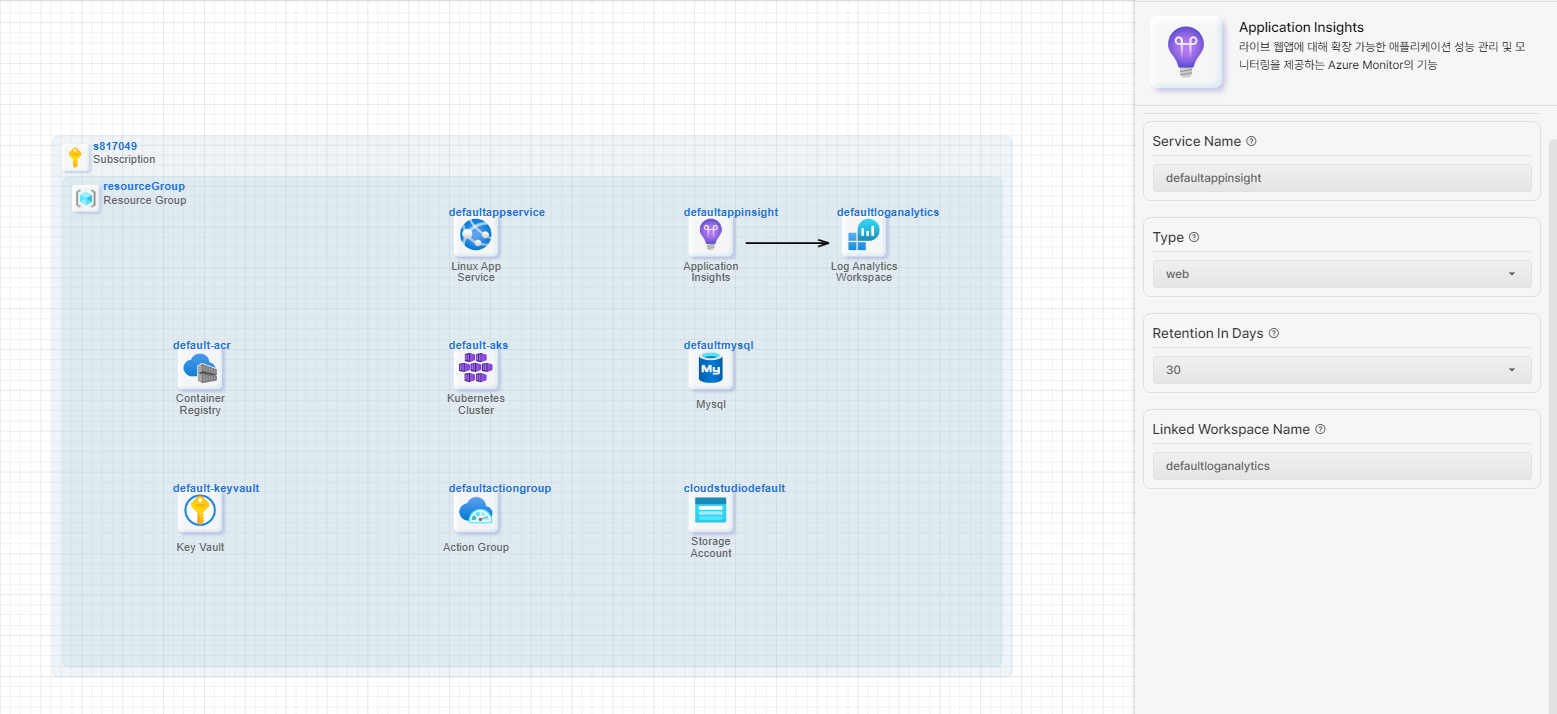 s817049
Subscription
resourceGroup
Resource Group
defaultappservice
Linux App
Service
defaultappinsight
Application
Insights
defaultloganalytics
Log Analytics
Workspace
default-acr
Container
Registry
default-aks
Kubernetes
Cluster
defaultmysql
My
Mysql
default-keyvault
Key Vault
defaultactiongroup
Action Group
cloudstudiodefault
Storage
Account
Application Insights
라이브 웹앱에 대해 확장 가능한 애플리케이션 성능 관리 및 모
니터링을 제공하는 Azure Monitor의 기능
Service Name ?
defaultappinsight
Type ?
web
Retention In Days ?
30
Linked Workspace Name ?
defaultloganalytics